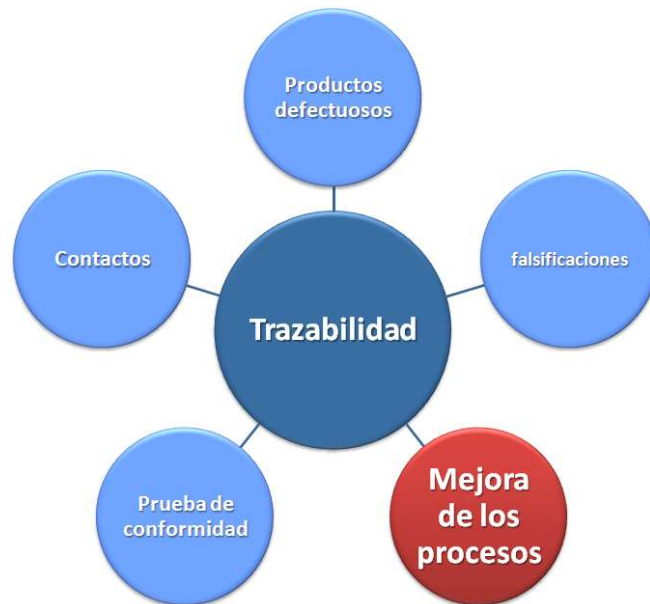 Productos
defectuosos
Contactos
falsificaciones
Trazabilidad
Prueba de
conformidad
Mejora
de los
procesos